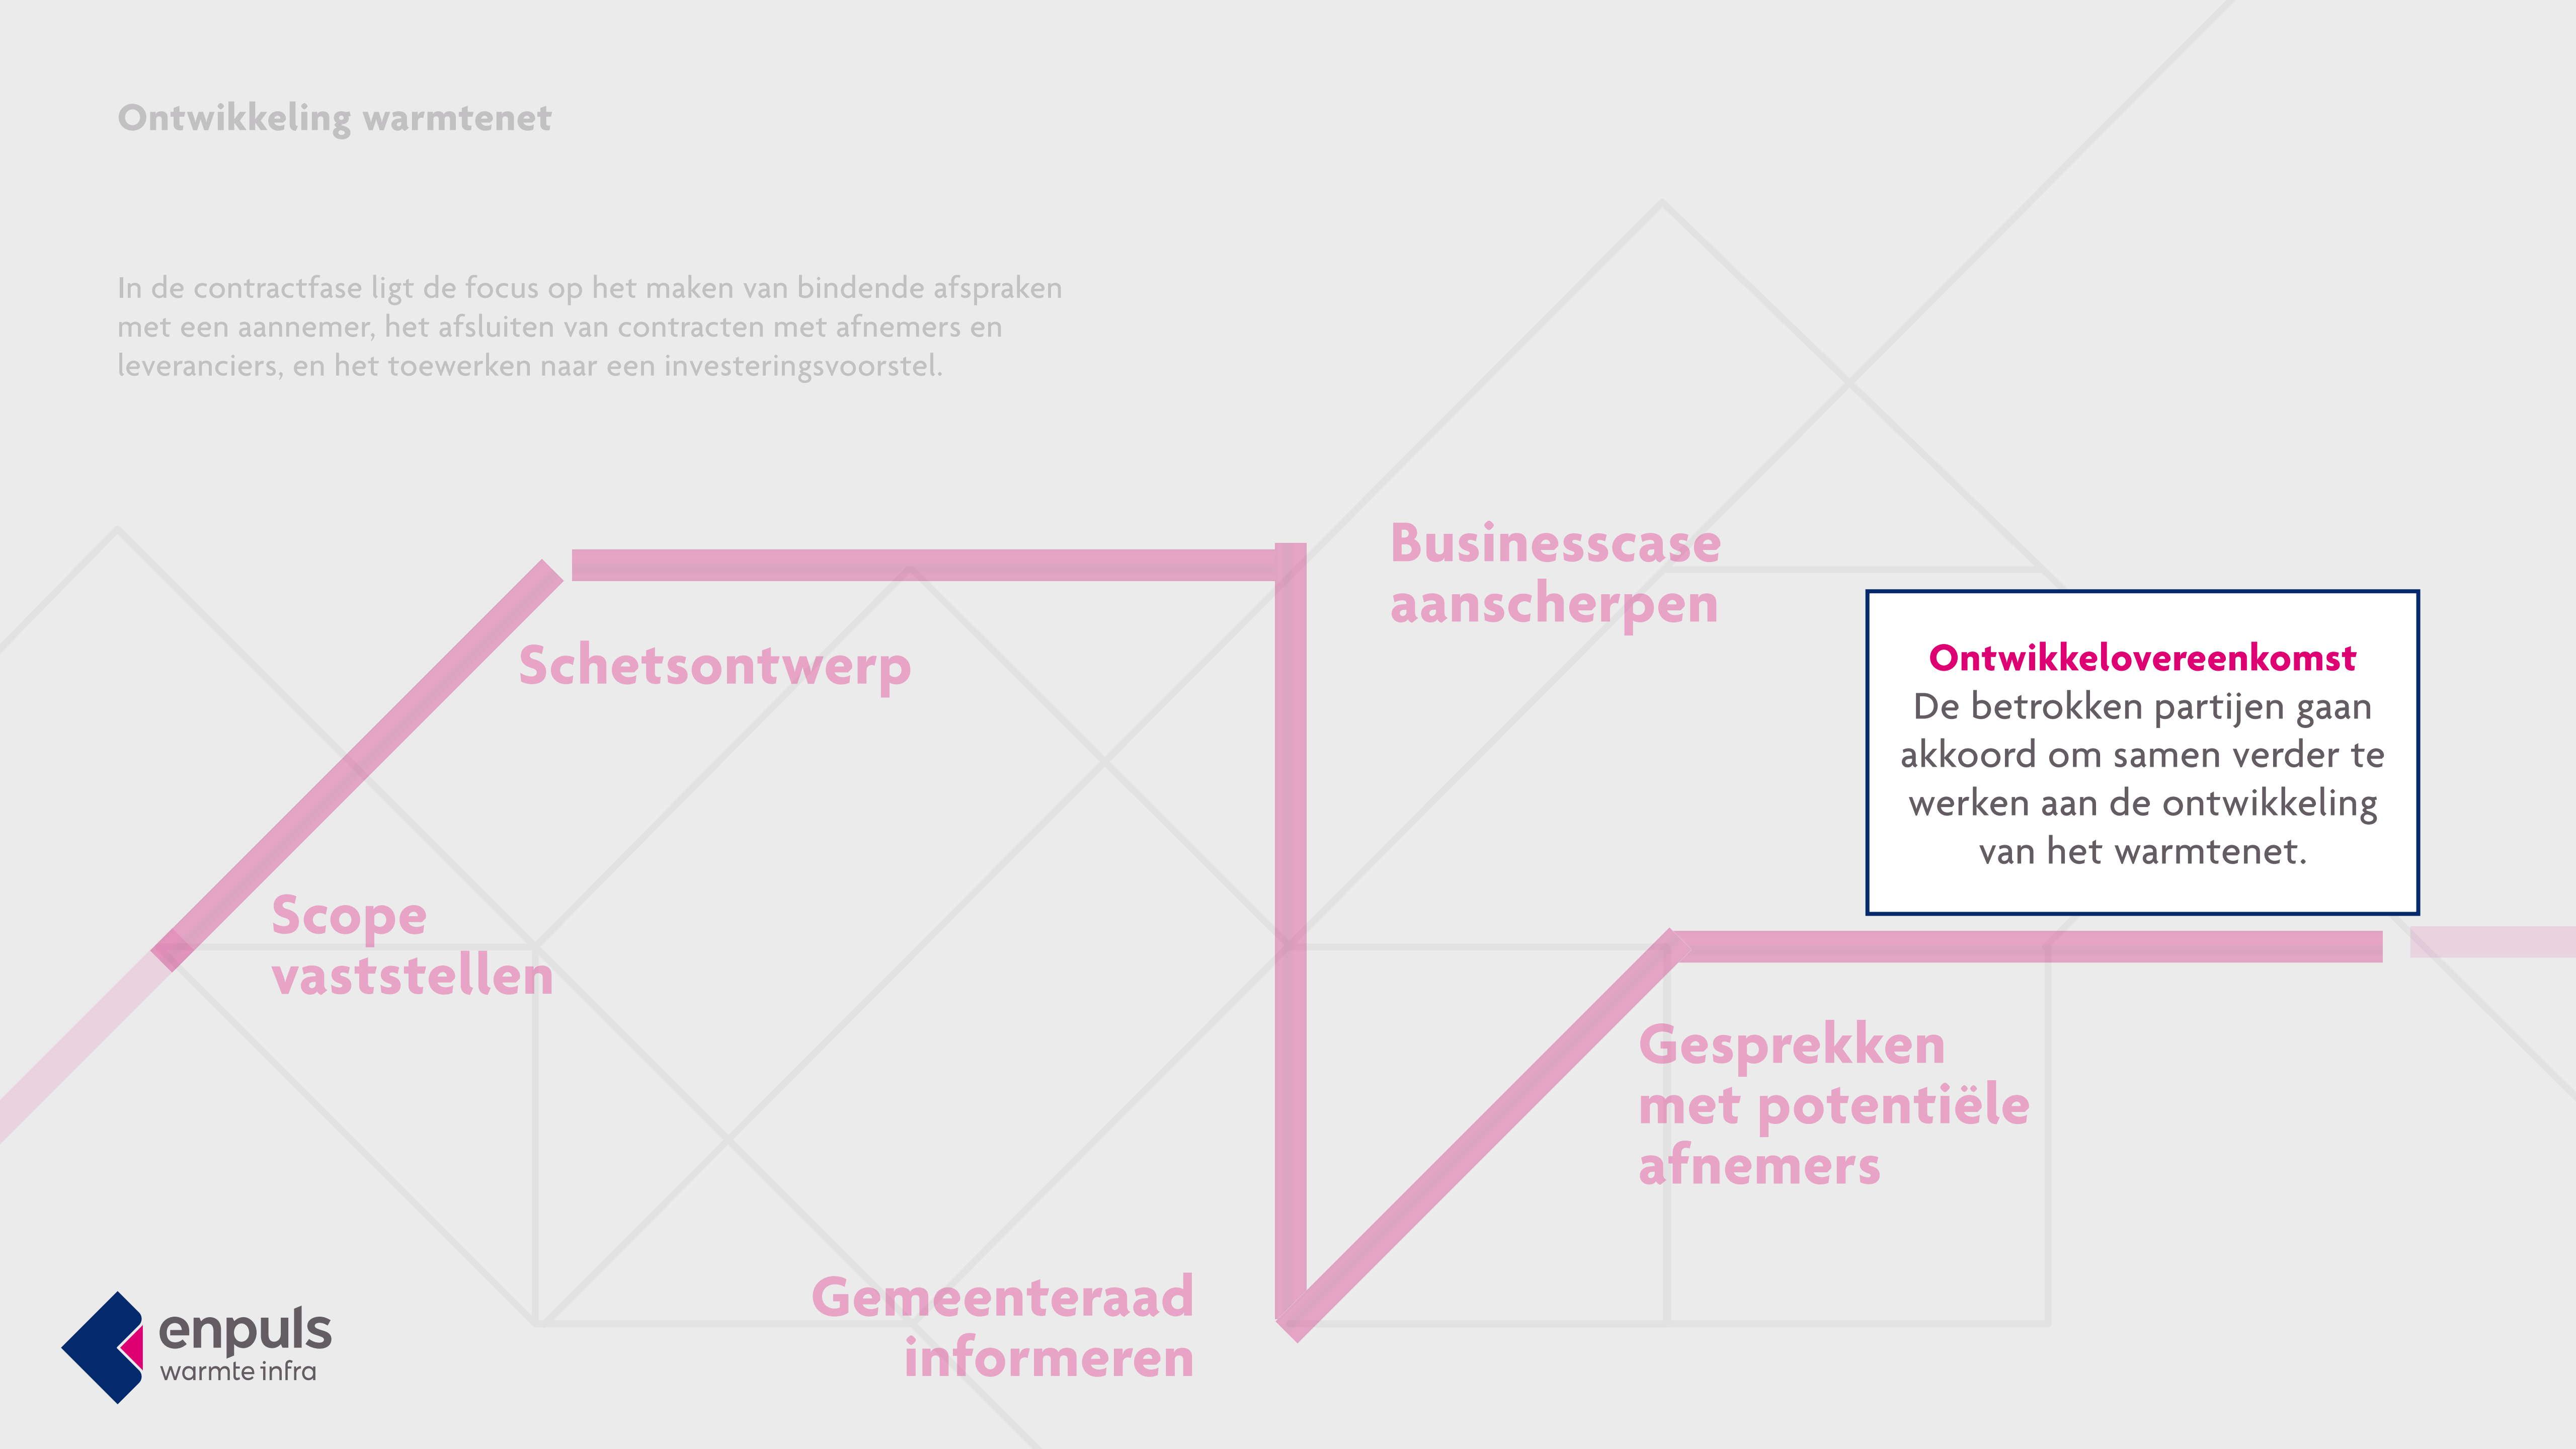 Ontwikkeling warmtenet
In de contractfase ligt de focus op het maken van bindende afspraken
met een aannemer, het afsluiten van contracten met afnemers en
leveranciers, en het toewerken naar een investeringsvoorstel.
Businesscase
aanscherpen
Schetsontwerp
Ontwikkelovereenkomst
De betrokken partijen gaan
akkoord om samen verder te
werken aan de ontwikkeling
van het warmtenet.
Scope
vaststellen
Gesprekken
met potentiële
afnemers
Gemeenteraad
informeren
enpuls
warmte infra